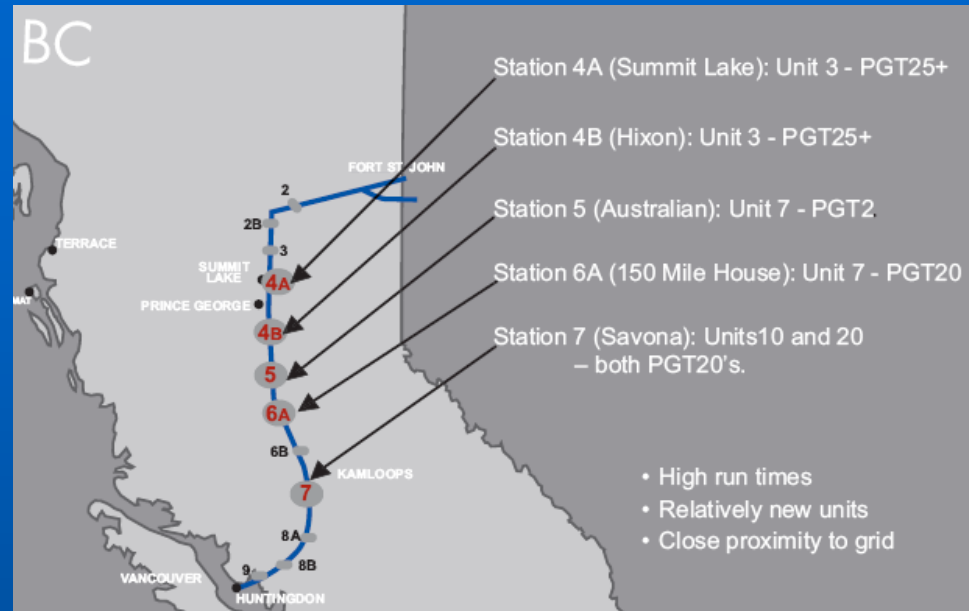 BC
Station 4A (Summit Lake): Unit 3 - PGT25+
Station 4B (Hixon): Unit 3 - PGT25+
FORT ST JOHN
2
Station 5 (Australian): Unit 7 - PGT2.
2B
TERRACE
3
SUMMIT
LAKE
4A
Station 6A (150 Mile House): Unit 7 - PGT20
MAT
PRINCE GEORGE
4B
Station 7 (Savona): Units10 and 20
– both PGT20's.
5
6A
6B
KAMLOOPS
7
• High run times
• Relatively new units
• Close proximity to grid
8A
8B
9
VANCOUVER
HUNTINGDON